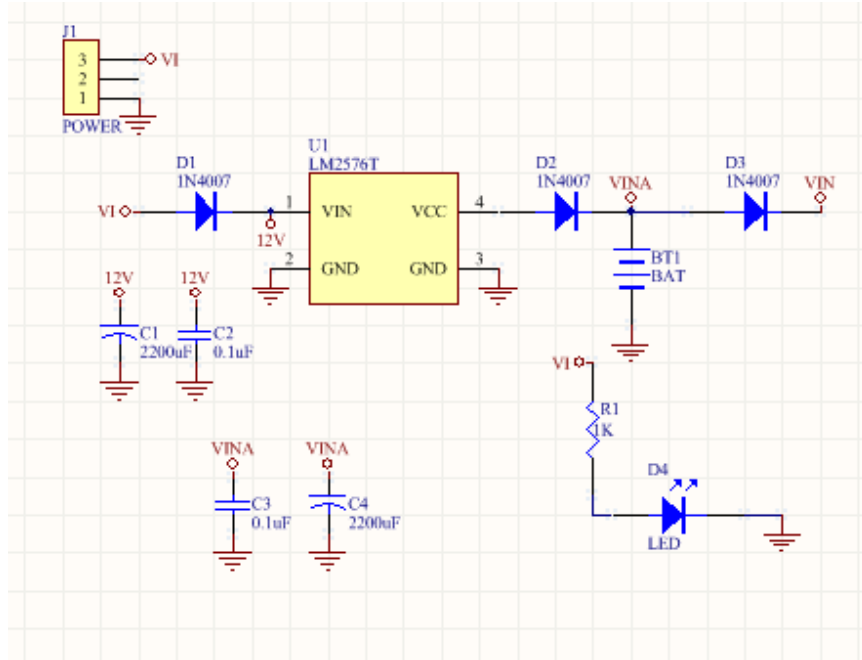 J1
3
VI
2
1
POWER
U1
LM2576T
D1
1N4007
D2
1N4007
D3
1N4007
VINA
VIN
VI
1
VIN
VCC
4
12V
2
GND
GND
3
BT1
BAT
12V
12V
C1
2200uF
C2
0.1uF
VI
R1
1K
VINA
VINA
D4
C3
0.1uF
C4
2200uF
LED